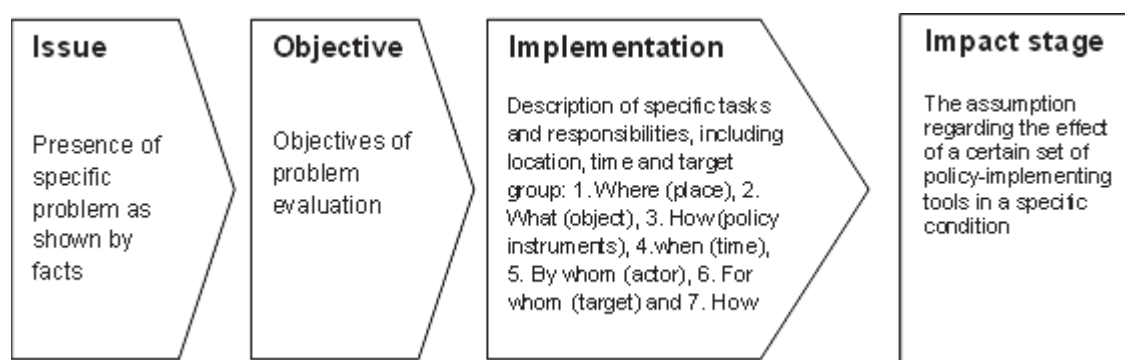 Issue
Presence of
specific
problem as
shown by
facts
Objective
Objectives of
problem
evaluation
Implementation
Description of specific tasks
and responsibilities, including
location, time and target
group: 1. Where (place), 2.
What (object), 3. How (policy
instruments), 4.when (time),
5. By whom (actor), 6. For
whom (target) and 7. How
Impact stage
The assumption
regarding the effect
of a certain set of
policy-implementing
tools in a specific
condition